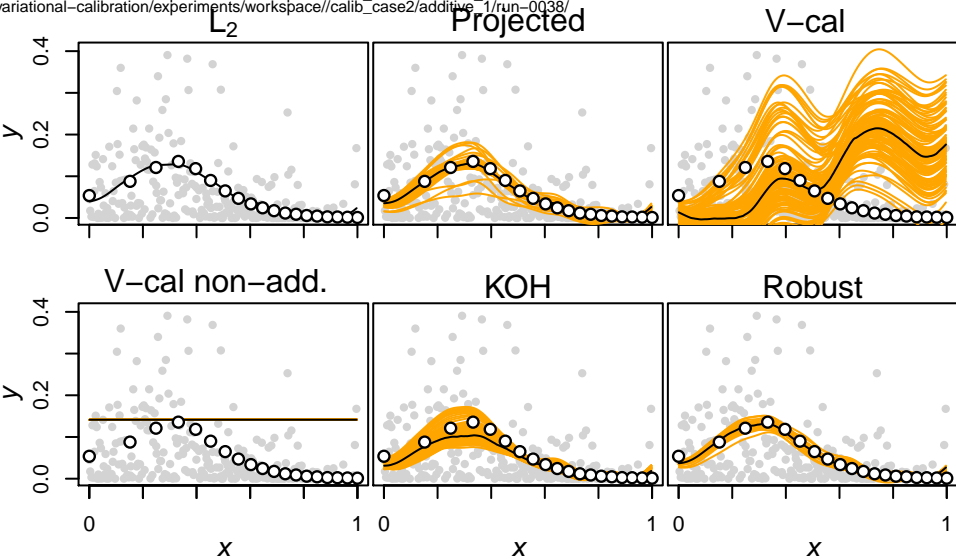 variational-calibration/experiments/workspace//calib_case2/additive_1/run-0038/
L2 Projected V−cal
y 0.0 0.2 0.4
V−cal non−add. KOH Robust
y 0.0 0.2 0.4
0 1 0 1 0 1
x x x